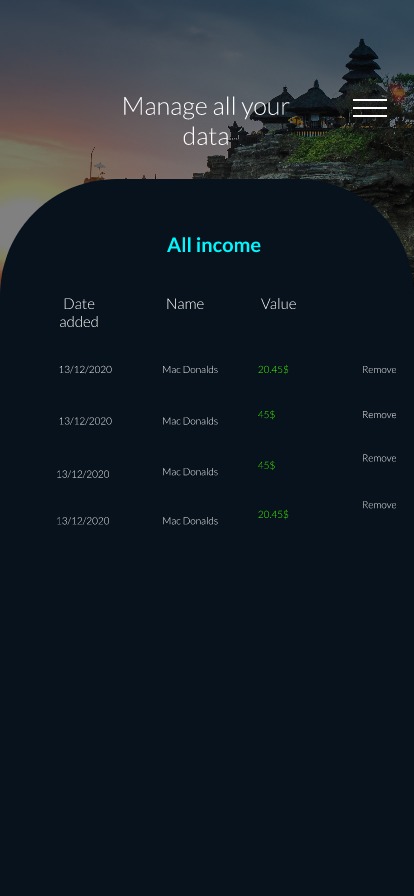 Manage all your
data
All income
Date Name Value
added
13/12/2020 Mac Donalds 20.45$ Remove
13/12/2020 Mac Donalds 45$ Remove
13/12/2020 Mac Donalds 45$ Remove
13/12/2020 Mac Donalds 20.45$ Remove